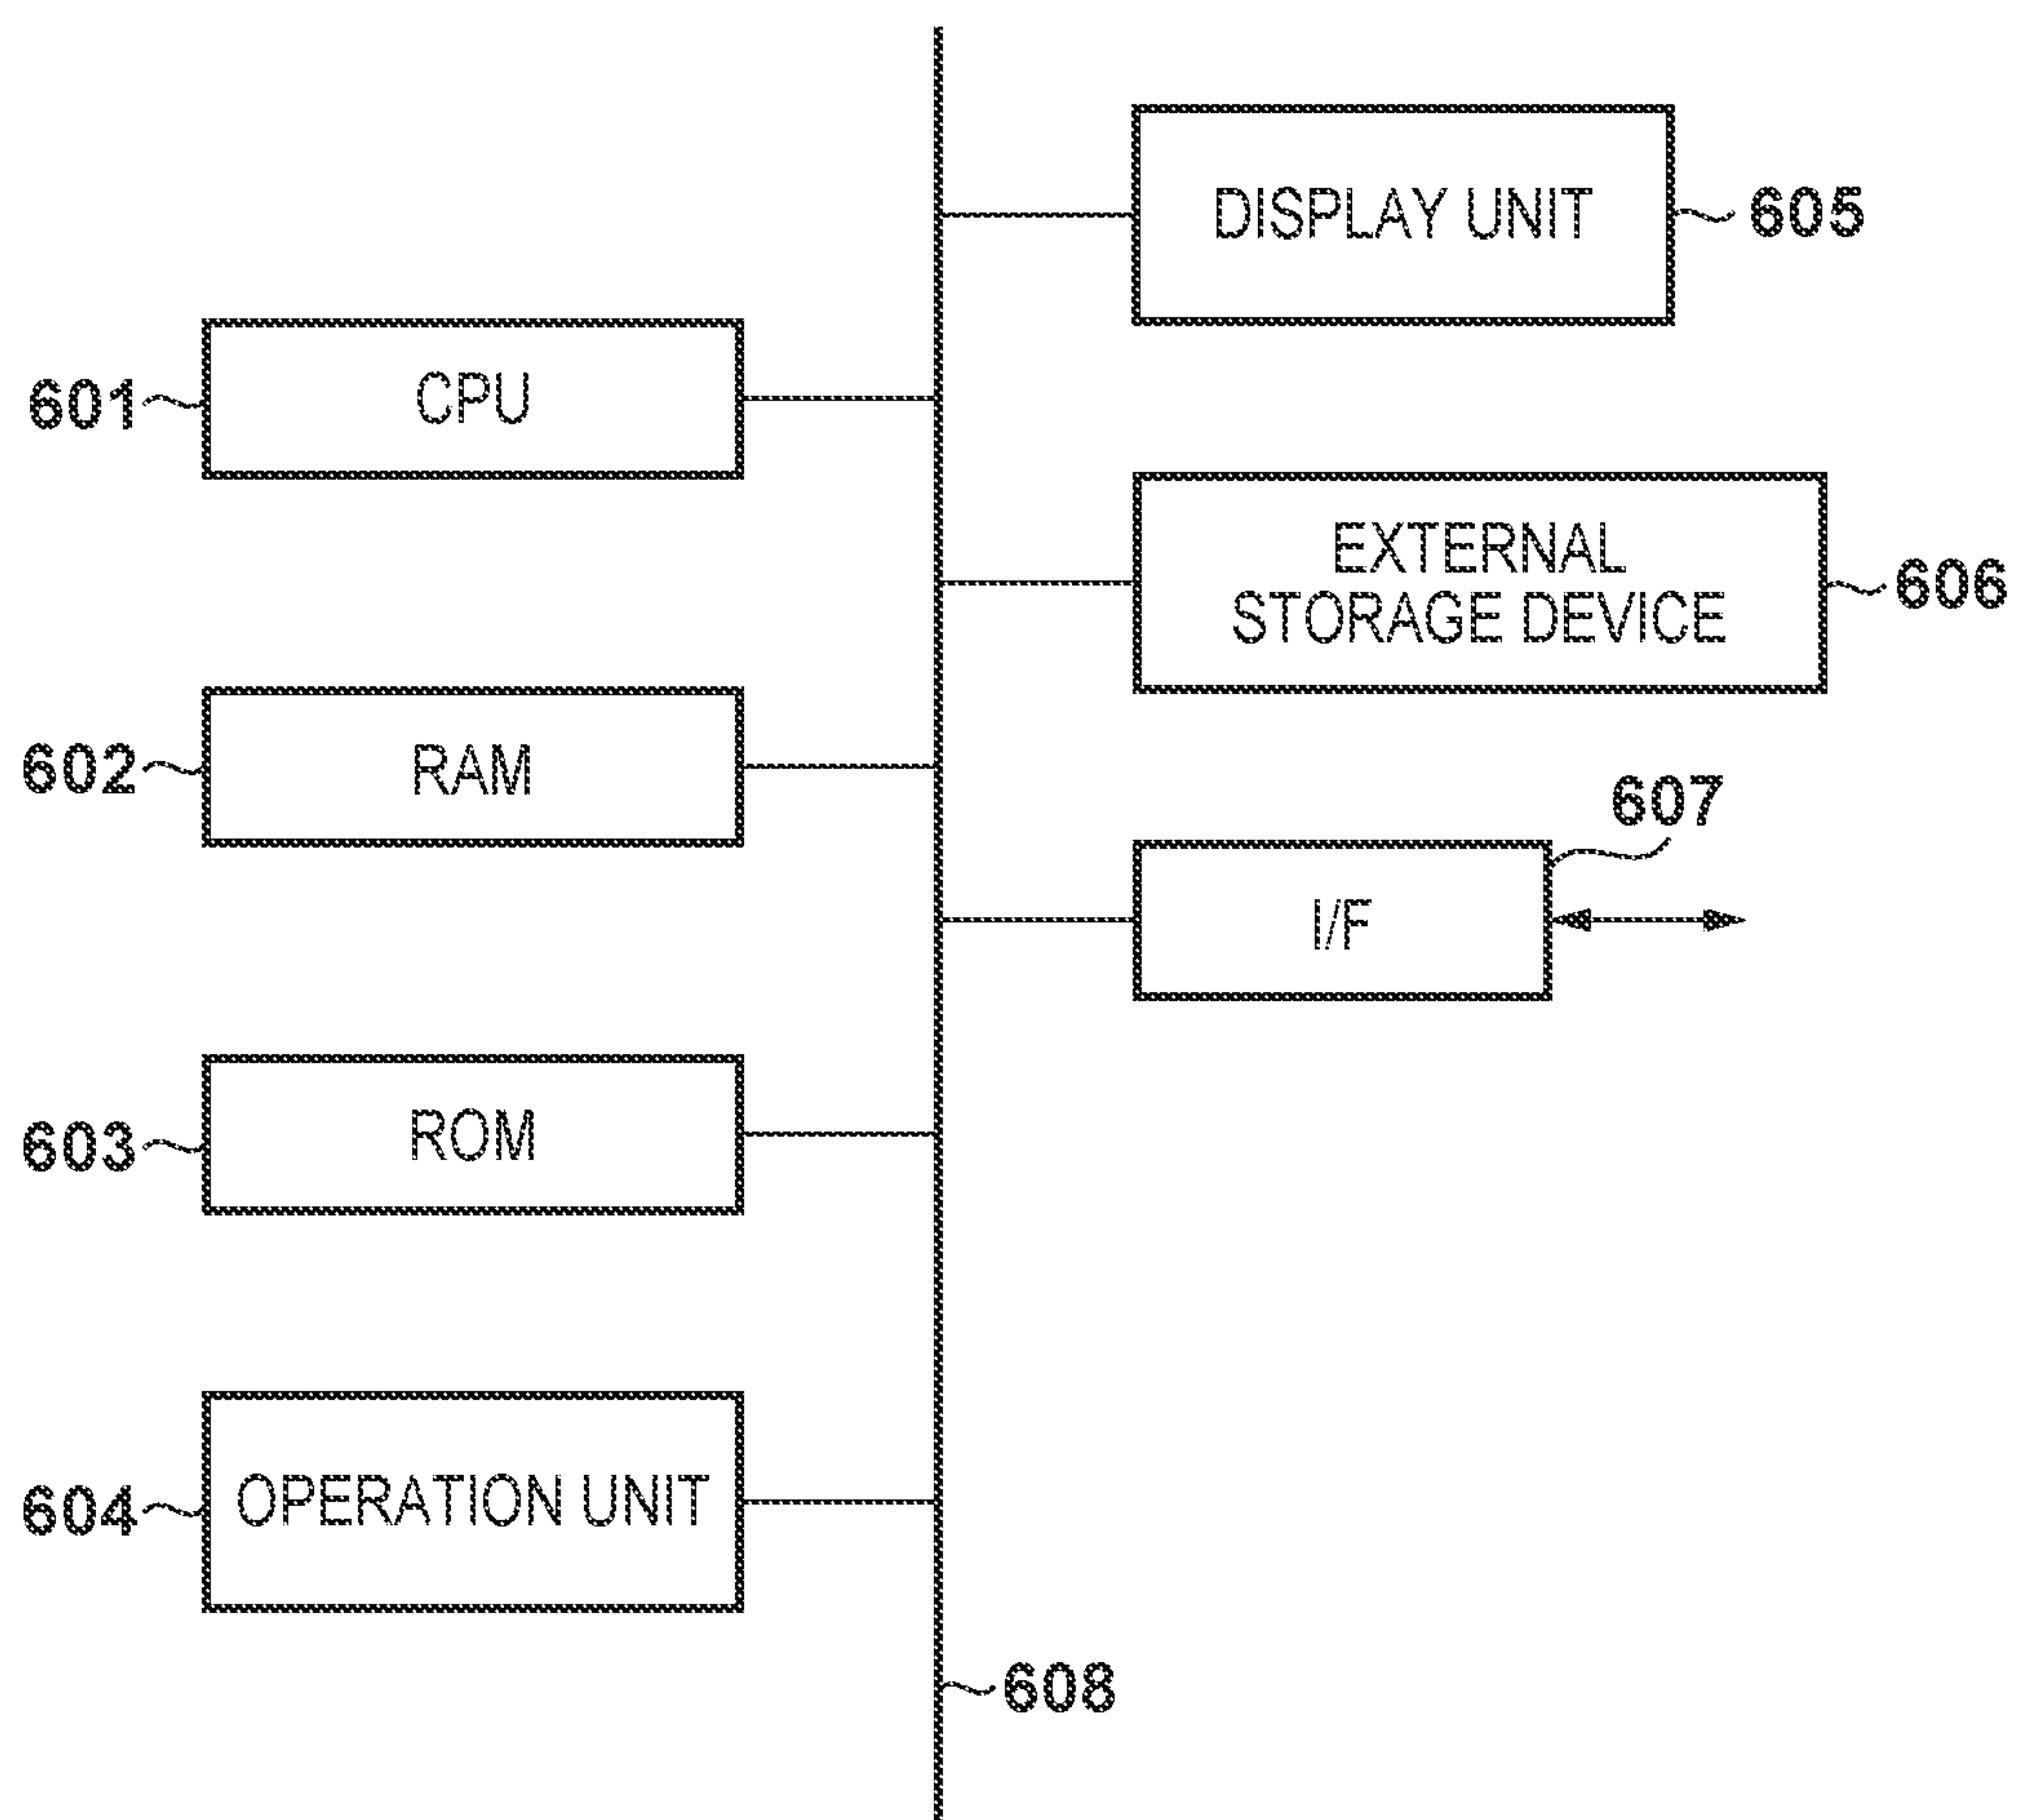 DISPLAY UNIT
605
601
CPU
EXTERNAL
STORAGE DEVICE
606
602
RAM
607
I/F
603
ROM
604
OPERATION UNIT
608